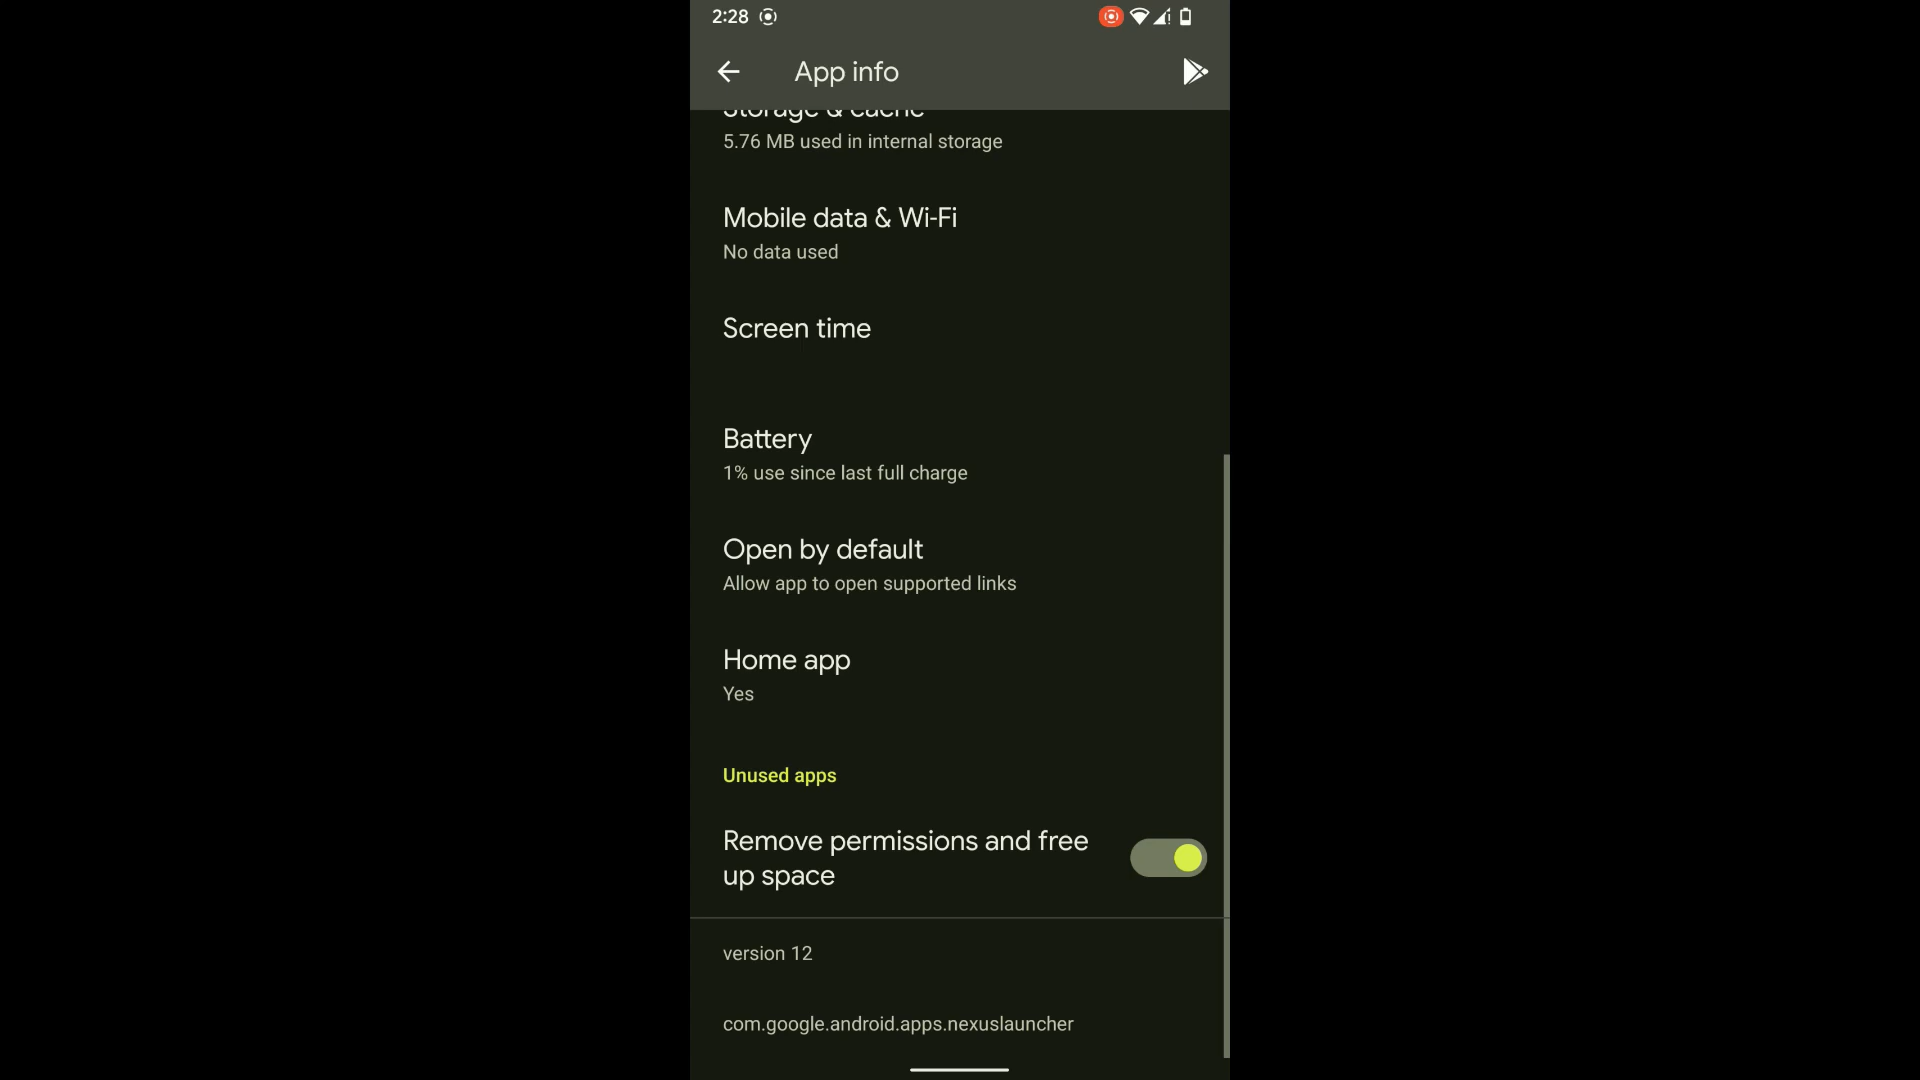 2:28
App info
Storage & cache
5.76 MB used in internal storage
Mobile data & Wi-Fi
No data used
Screen time
Battery
1% use since last full charge
Open by default
Allow app to open supported links
Home app
Yes
Unused apps
Remove permissions and free
up space
version 12
com.google.android.apps.nexuslauncher